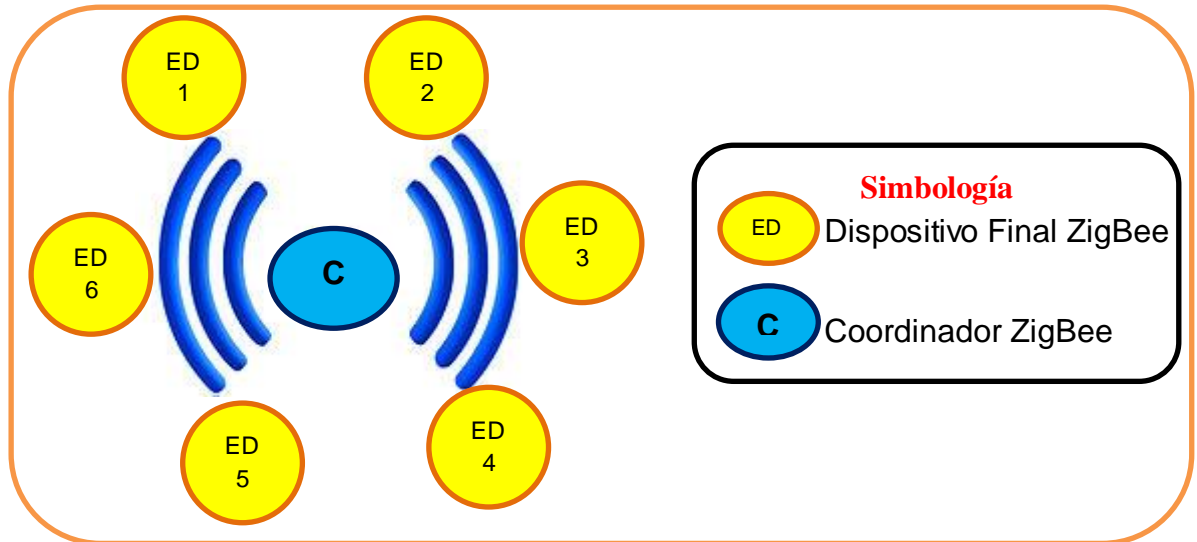 ED
1
ED
2
ED
3
ED
6
C
ED
5
ED
4
Simbología
ED
Dispositivo Final ZigBee
C
Coordinador ZigBee